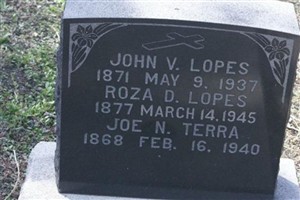 JOHN V. LOPES
1871 MAY 9, 1937
ROZA D. LOPES
1877 MARCH 14, 1945
JOE N. TERRA
1868 FEB. 16, 1940